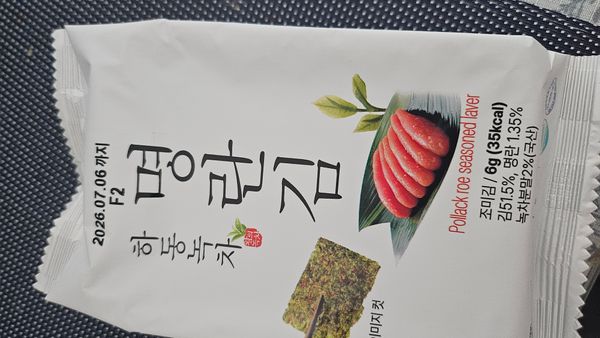 2026.07.06 까지
F2
하동녹차
명란김
Pollack roe seasoned laver
조미김/ 6g (35kcal)
김51.5%, 명란 1.35%
녹차분말2%(국산)
이미지 컷